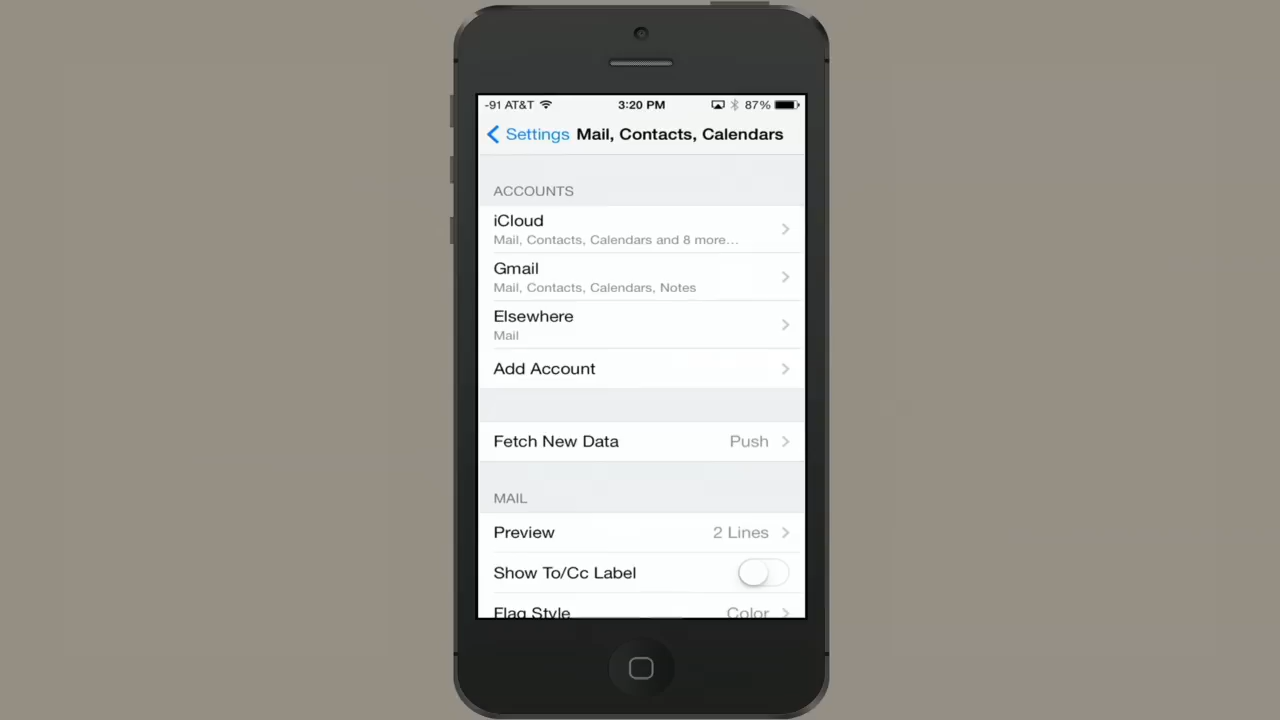 -91 AT&T 3:20 PM 87%
Settings Mail, Contacts, Calendars
ACCOUNTS
iCloud
Mail, Contacts, Calendars and 8 more...
Gmail
Mail, Contacts, Calendars, Notes
Elsewhere
Mail
Add Account
Fetch New Data Push
MAIL
Preview 2 Lines
Show To/Cc Label
Flag Style Color